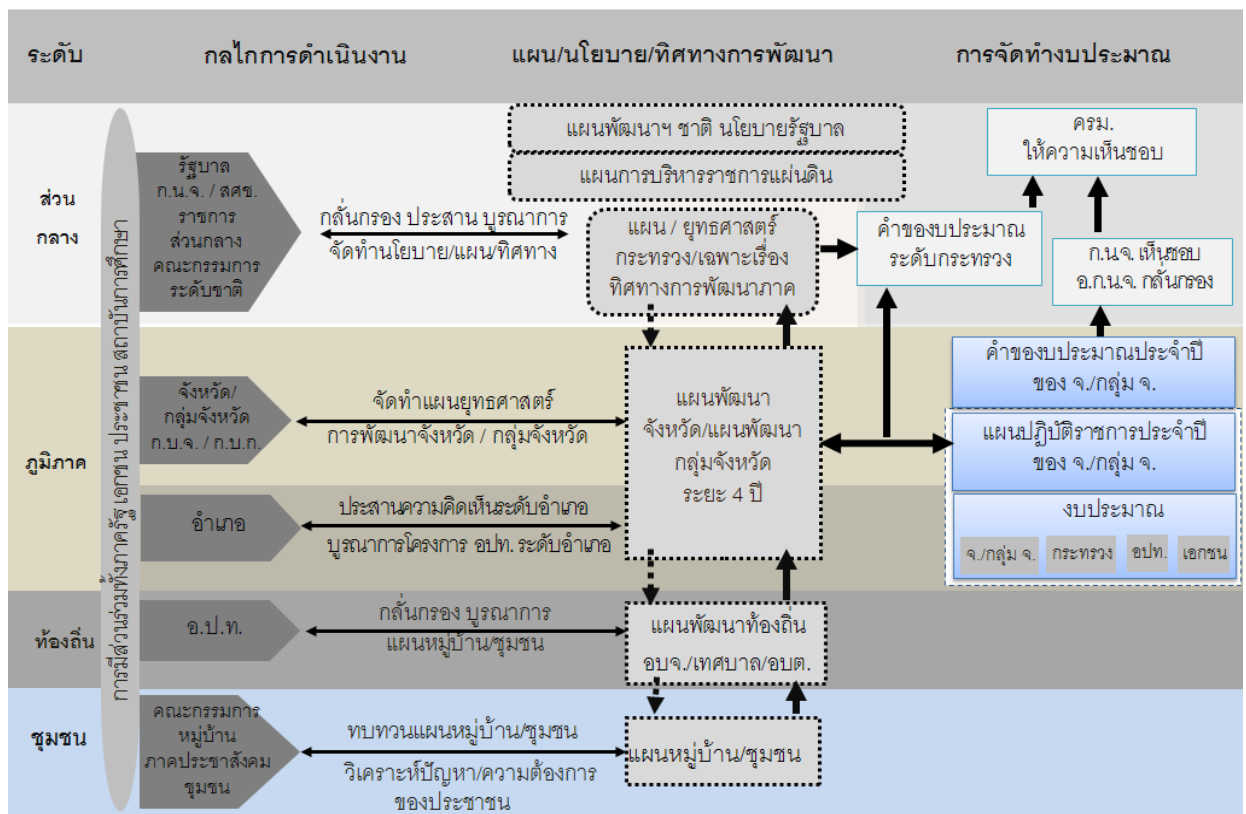 ระดับ
กลไกการดำเนินงาน
แผน/นโยบาย/ทิศทางการพัฒนา
การจัดทำงบประมาณ
การมีส่วนร่วมทั้งภาครัฐ เอกชน ประชาชน สถาบันการศึกษา
ส่วน
กลาง
รัฐบาล
ก.น.จ. / สศช.
ราชการ
ส่วนกลาง
คณะกรรมการ
ระดับชาติ
กลั่นกรอง ประสาน บูรณาการ
จัดทำนโยบาย/แผน/ทิศทาง
แผนพัฒนาฯ ชาติ นโยบายรัฐบาล
แผนการบริหารราชการแผ่นดิน
แผน / ยุทธศาสตร์
กระทรวง/เฉพาะเรื่อง
ทิศทางการพัฒนาภาค
คำของบประมาณ
ระดับกระทรวง
ครม.
ให้ความเห็นชอบ
ก.น.จ. เห็นชอบ
อ.ก.น.จ. กลั่นกรอง
ภูมิภาค
จังหวัด/
กลุ่มจังหวัด
ก.บ.จ. / ก.บ.ก.
จัดทำแผนยุทธศาสตร์
การพัฒนาจังหวัด / กลุ่มจังหวัด
แผนพัฒนา
จังหวัด/แผนพัฒนา
กลุ่มจังหวัด
ระยะ 4 ปี
คำของบประมาณประจำปี
ของ จ./กลุ่ม จ.
แผนปฏิบัติราชการประจำปี
ของ จ./กลุ่ม จ.
งบประมาณ
จ./กลุ่ม จ.
กระทรวง
อปท.
เอกชน
อำเภอ
ประสานความคิดเห็นระดับอำเภอ
บูรณาการโครงการ อปท. ระดับอำเภอ
ท้องถิ่น
อ.ป.ท.
กลั่นกรอง บูรณาการ
แผนหมู่บ้าน/ชุมชน
แผนพัฒนาท้องถิ่น
อบจ./เทศบาล/อบต.
ชุมชน
คณะกรรมการ
หมู่บ้าน
ภาคประชาสังคม
ชุมชน
ทบทวนแผนหมู่บ้าน/ชุมชน
วิเคราะห์ปัญหา/ความต้องการ
ของประชาชน
แผนหมู่บ้าน/ชุมชน